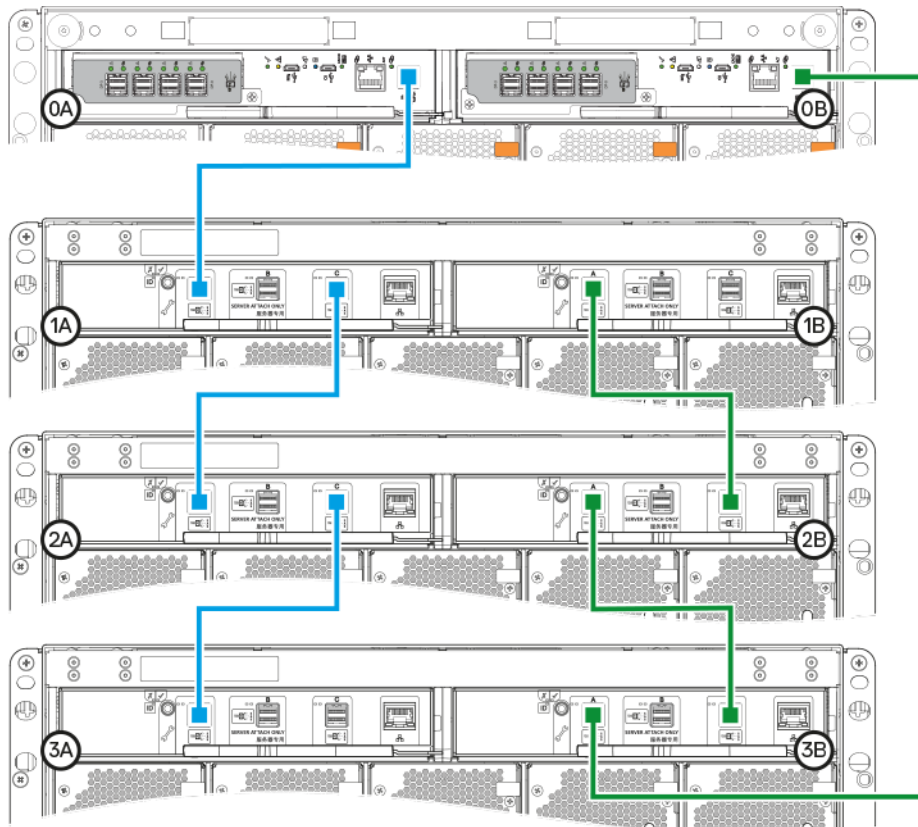 0A
0B
B
C
A
B
C
SERVER ATTACH ONLY
服务器专用
SERVER ATTACH ONLY
服务器专用
1A
1B
B
C
A
B
SERVER ATTACH ONLY
服务器专用
SERVER ATTACH ONLY
服务器专用
2A
2B
B
C
A
B
SERVER ATTACH ONLY
服务器专用
SERVER ATTACH ONLY
服务器专用
3A
3B